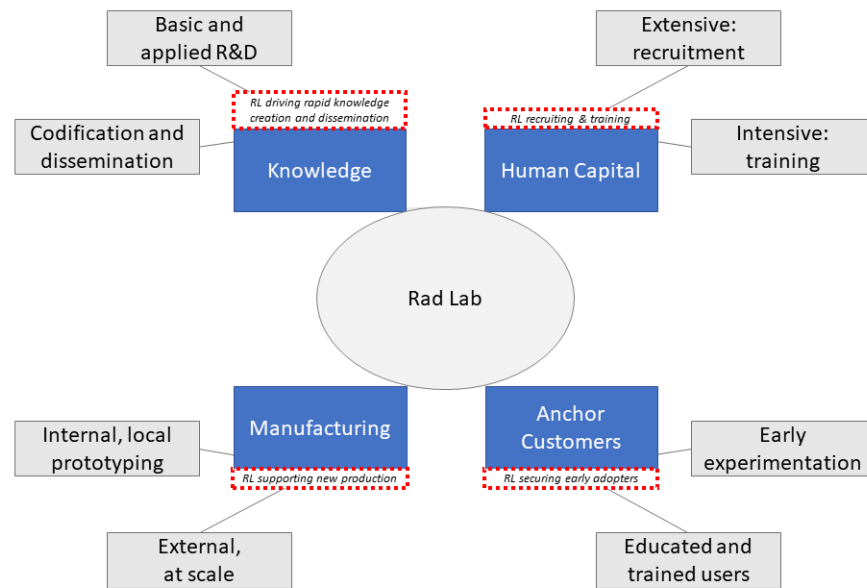 Basic and
applied R&D
Extensive:
recruitment
RL driving rapid knowledge
creation and dissemination
RL recruiting & training
Codification and
dissemination
Knowledge
Human Capital
Intensive:
training
Rad Lab
Internal, local
prototyping
Manufacturing
Anchor
Customers
Early
experimentation
RL supporting new production
RL securing early adopters
External,
at scale
Educated and
trained users